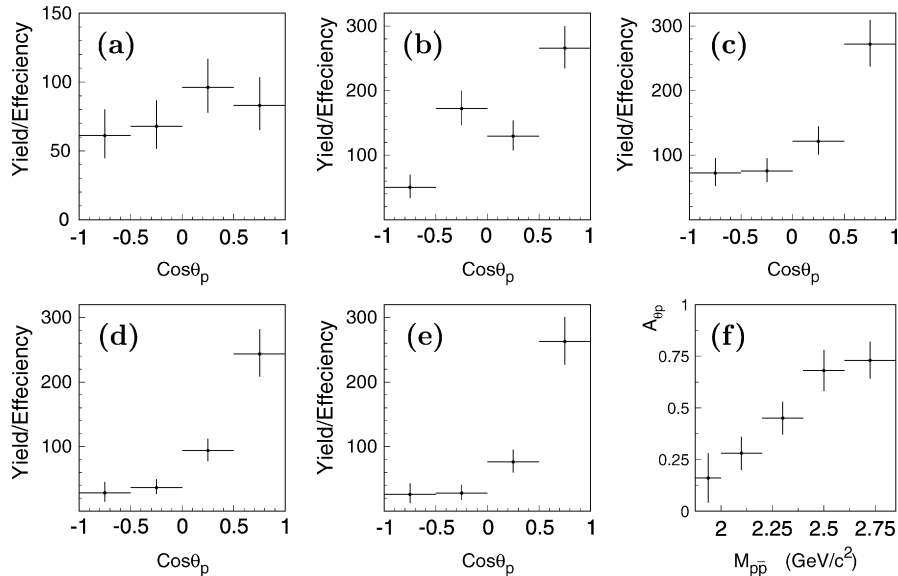 (a)
Yield/Effeciency
150
100
50
0
-1 -0.5 0 0.5 1
Cosθp
(b)
Yield/Effeciency
300
200
100
-1 -0.5 0 0.5 1
Cosθp
(c)
Yield/Effeciency
300
200
100
-1 -0.5 0 0.5 1
Cosθp
(d)
Yield/Effeciency
300
200
100
-1 -0.5 0 0.5 1
Cosθp
(e)
Yield/Effeciency
300
200
100
-1 -0.5 0 0.5 1
Cosθp
(f)
Aθp
1
0.75
0.5
0.25
0
2 2.25 2.5 2.75
Mpp̅ (GeV/c²)